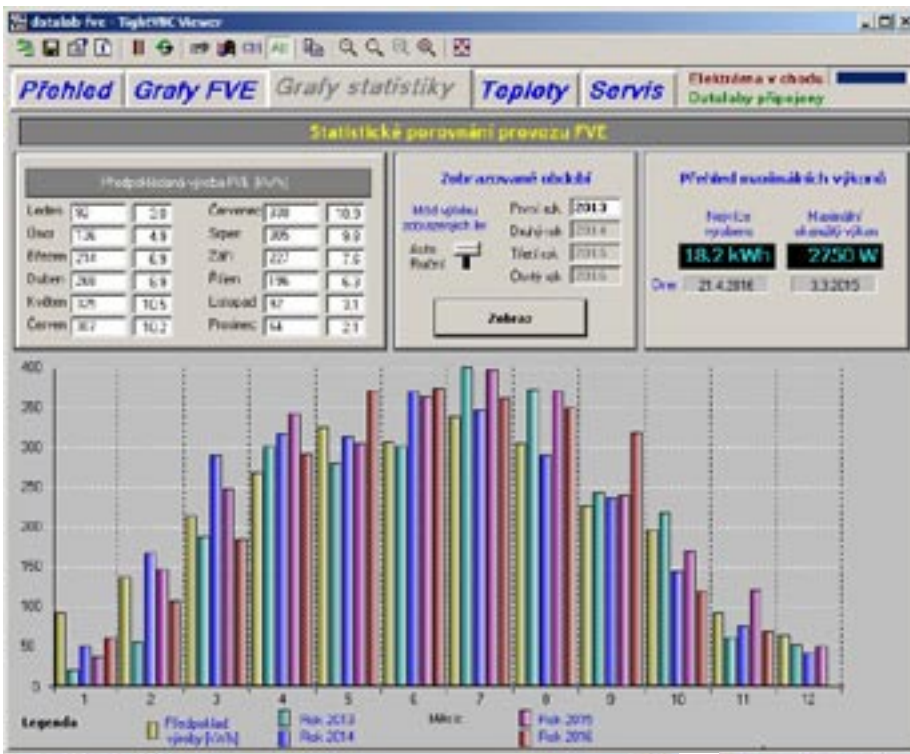 datalab fve - TightVNC Viewer
Přehled Grafy FVE Grafy statistiky Teploty Servis
Elektrárna v chodu
Datalaby připojeny
Statistické porovnání provozu FVE
Předpokládaná výroba FVE [kWh]
Leden 3.0 Červenec 10.9
Únor 136 4.9 Srpen 305 9.8
Březen 214 6.9 Září 227 7.6
Duben 268 8.9 Říjen 196 6.3
Květen 325 10.5 Listopad 3.1
Červen 307 10.2 Prosinec 64 2.1
Zobrazované období
První rok 2013
Druhý rok 2014
Třetí rok 2015
Čtvrtý rok 2016
Auto
Ruční
Zobraz
Přehled maximálních výkonů
Nejvíce
vyrobeno
Maximální
okamžitý výkon
18.2 kWh 2750 W
Dne 21.4.2016 3.3.2015
400
350
300
250
200
150
100
50
0
1 2 3 4 5 6 7 8 9 10 11 12
Legenda
Předpoklad
výroby [kWh]
Rok 2013
Rok 2014
Měsíc
Rok 2015
Rok 2016